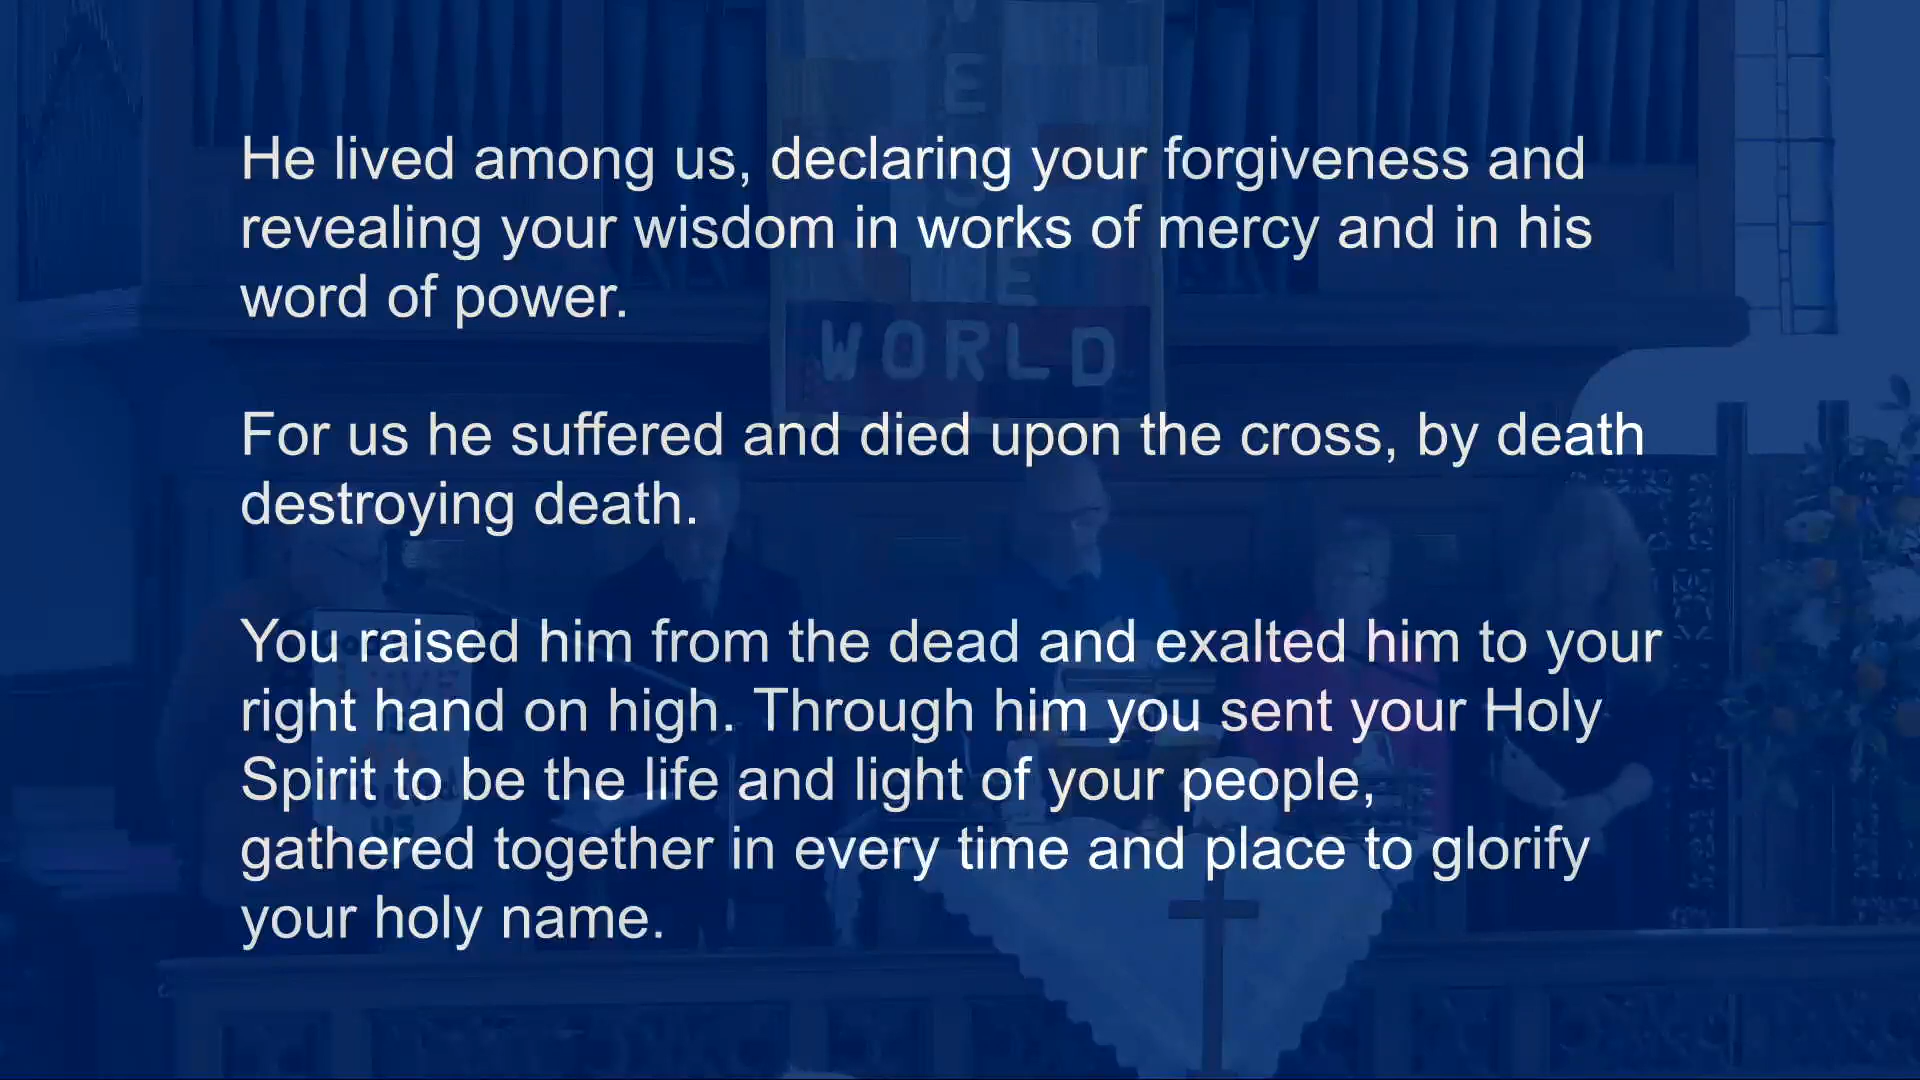 He lived among us, declaring your forgiveness and
revealing your wisdom in works of mercy and in his
word of power.
For us he suffered and died upon the cross, by death
destroying death.
You raised him from the dead and exalted him to your
right hand on high. Through him you sent your Holy
Spirit to be the life and light of your people,
gathered together in every time and place to glorify
your holy name.
WORLD